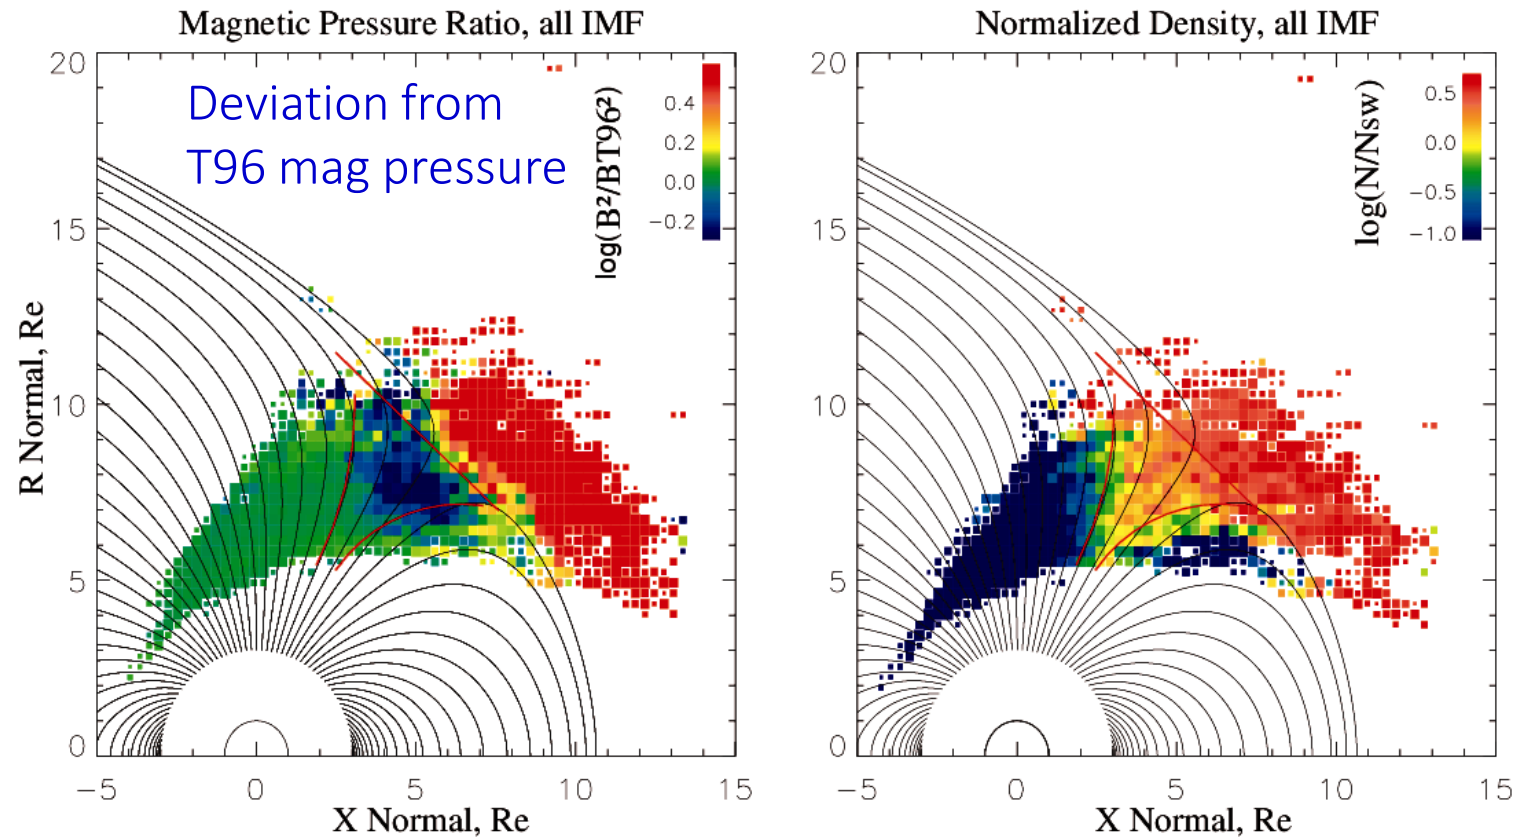 Magnetic Pressure Ratio, all IMF
Deviation from
T96 mag pressure
log(B²/BT96²)
0.4
0.2
0.0
−0.2
20
15
10
5
0
R Normal, Re
−5 0 5 10 15
X Normal, Re
Normalized Density, all IMF
log(N/Nsw)
0.5
0.0
−0.5
−1.0
20
15
10
5
0
−5 0 5 10 15
X Normal, Re